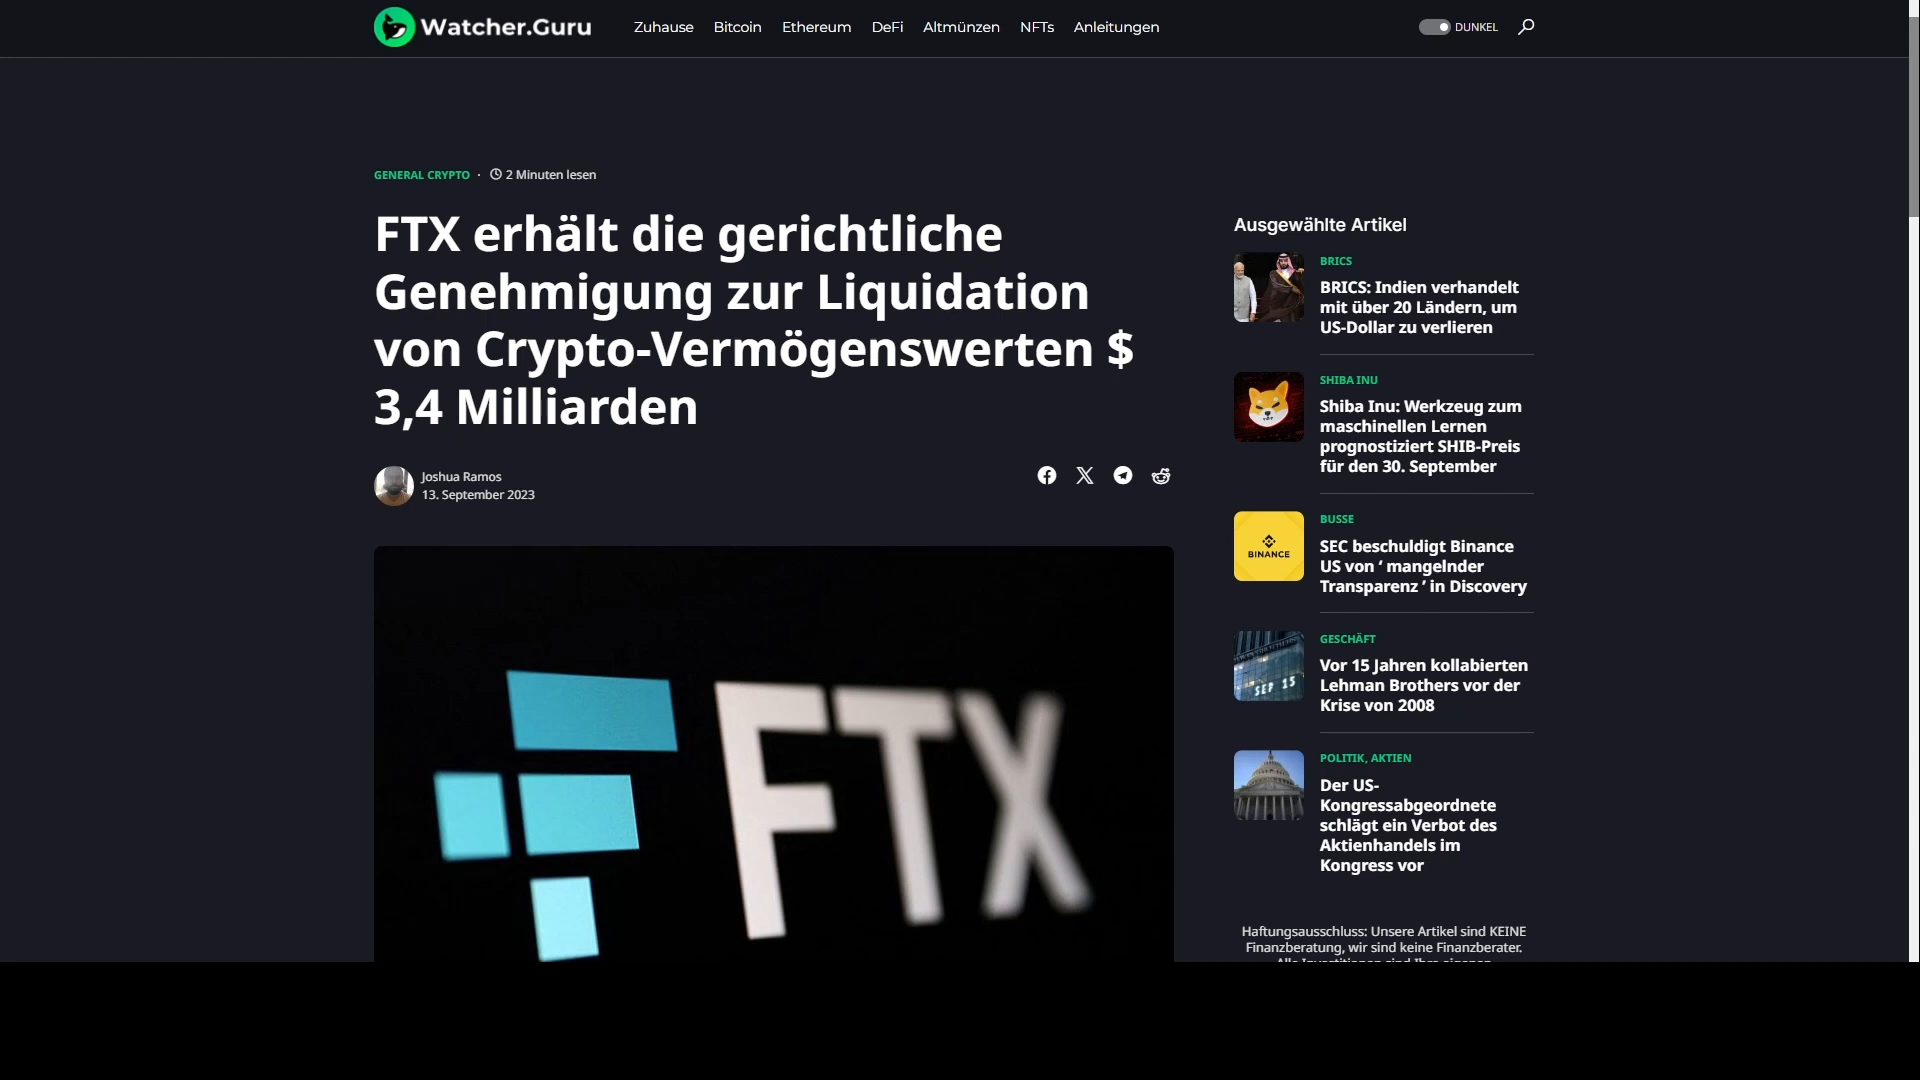 Watcher.Guru
Zuhause Bitcoin Ethereum DeFi Altmünzen NFTs Anleitungen
DUNKEL
GENERAL CRYPTO · 2 Minuten lesen
FTX erhält die gerichtliche
Genehmigung zur Liquidation
von Crypto-Vermögenswerten $
3,4 Milliarden
Joshua Ramos
13. September 2023
FTX
Ausgewählte Artikel
BRICS
BRICS: Indien verhandelt
mit über 20 Ländern, um
US-Dollar zu verlieren
SHIBA INU
Shiba Inu: Werkzeug zum
maschinellen Lernen
prognostiziert SHIB-Preis
für den 30. September
BINANCE
BUSSE
SEC beschuldigt Binance
US von ‘ mangelnder
Transparenz ’ in Discovery
SEP 15
GESCHÄFT
Vor 15 Jahren kollabierten
Lehman Brothers vor der
Krise von 2008
POLITIK, AKTIEN
Der US-
Kongressabgeordnete
schlägt ein Verbot des
Aktienhandels im
Kongress vor
Haftungsausschluss: Unsere Artikel sind KEINE
Finanzberatung, wir sind keine Finanzberater.